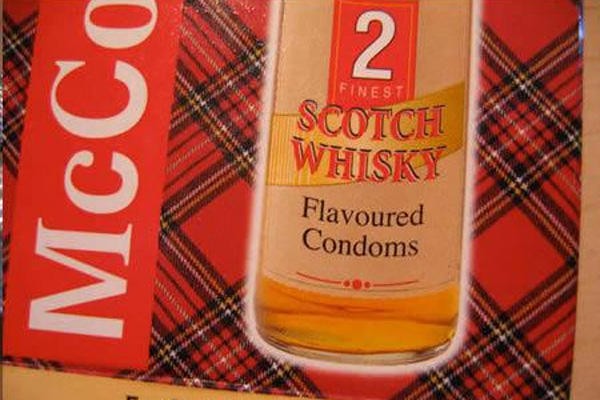 McCo
2
FINEST
SCOTCH
WHISKY
Flavoured
Condoms